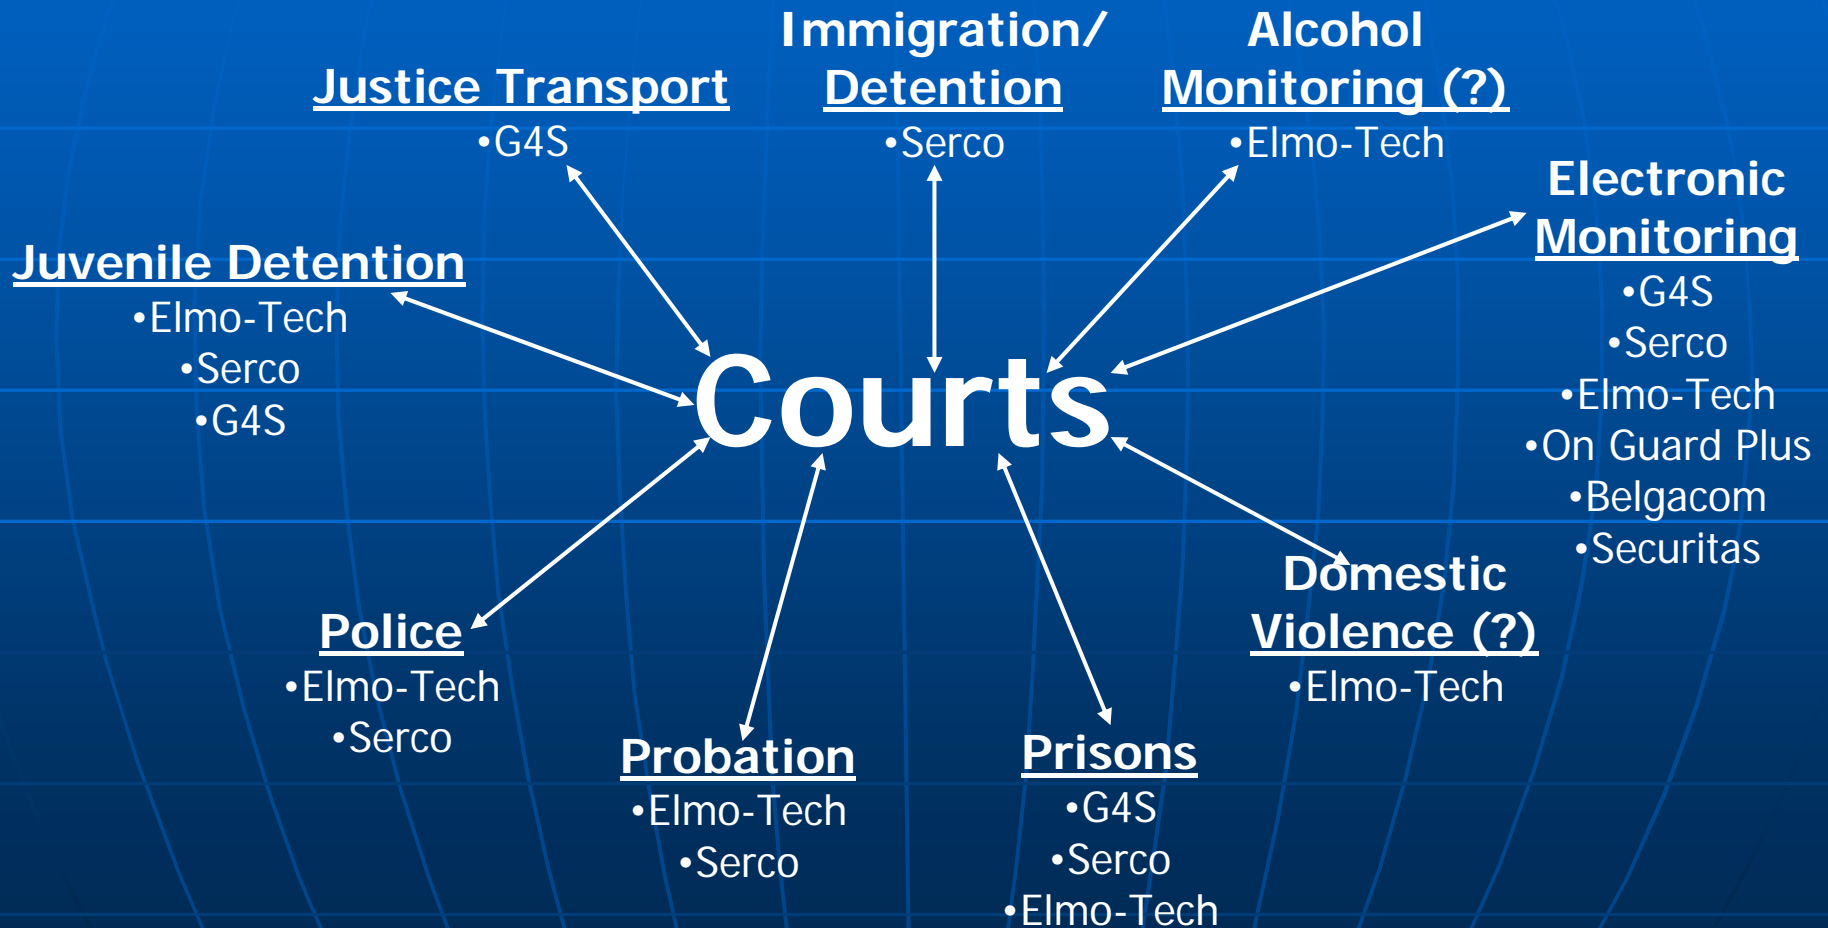 Justice Transport
•G4S
Immigration/
Detention
•Serco
Alcohol
Monitoring (?)
•Elmo-Tech
Electronic
Monitoring
•G4S
•Serco
•Elmo-Tech
•On Guard Plus
•Belgacom
•Securitas
Juvenile Detention
•Elmo-Tech
•Serco
•G4S
Courts
Police
•Elmo-Tech
•Serco
Probation
•Elmo-Tech
•Serco
Prisons
•G4S
•Serco
•Elmo-Tech
Domestic
Violence (?)
•Elmo-Tech